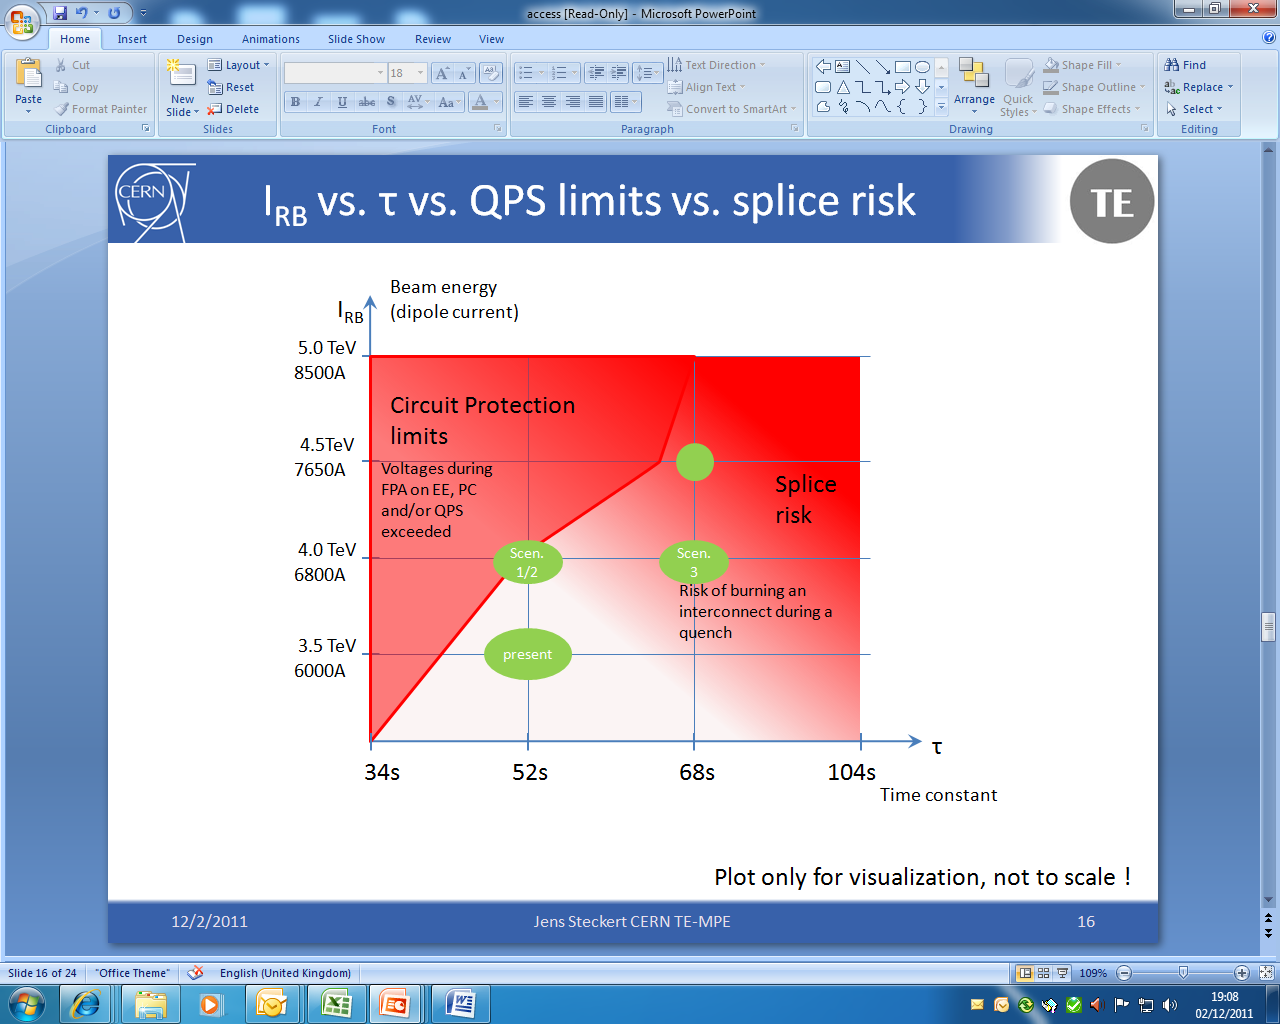 access [Read-Only] - Microsoft PowerPoint
Home Insert Design Animations Slide Show Review View
Paste
Cut
Copy
Format Painter
Clipboard
New
Slide
Layout
Reset
Delete
Slides
18
B I U abc S AV Aa A
Font
Text Direction
Align Text
Convert to SmartArt
Paragraph
Arrange
Quick
Styles
Shape Fill
Shape Outline
Shape Effects
Drawing
Find
Replace
Select
Editing
CERN
I RB vs. τ vs. QPS limits vs. splice risk
TE
Beam energy
(dipole current)
I RB
5.0 TeV
8500A
4.5TeV
7650A
4.0 TeV
6800A
3.5 TeV
6000A
Circuit Protection
limits
Voltages during
FPA on EE, PC
and/or QPS
exceeded
Splice
risk
Scen.
1/2
Scen.
3
Risk of burning an
interconnect during a
quench
present
34s 52s 68s 104s
τ
Time constant
Plot only for visualization, not to scale !
12/2/2011 Jens Steckert CERN TE-MPE 16
Slide 16 of 24 "Office Theme" English (United Kingdom) 109%
19:08
02/12/2011